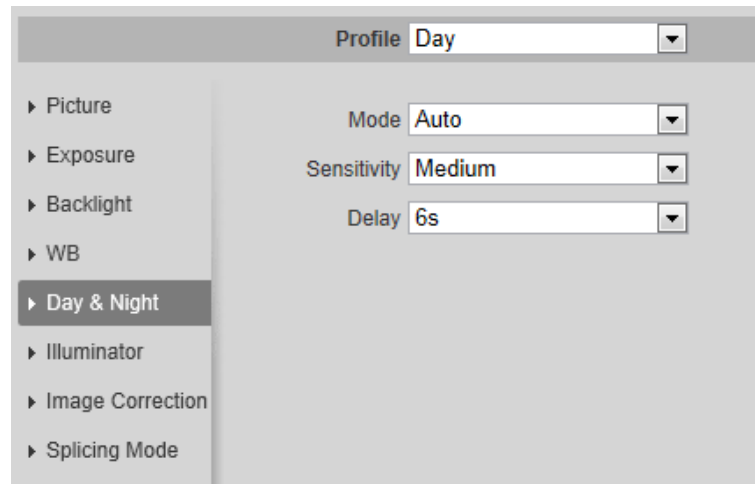 Profile Day
Picture
Mode Auto
Exposure
Sensitivity Medium
Backlight
Delay 6s
WB
Day & Night
Illuminator
Image Correction
Splicing Mode